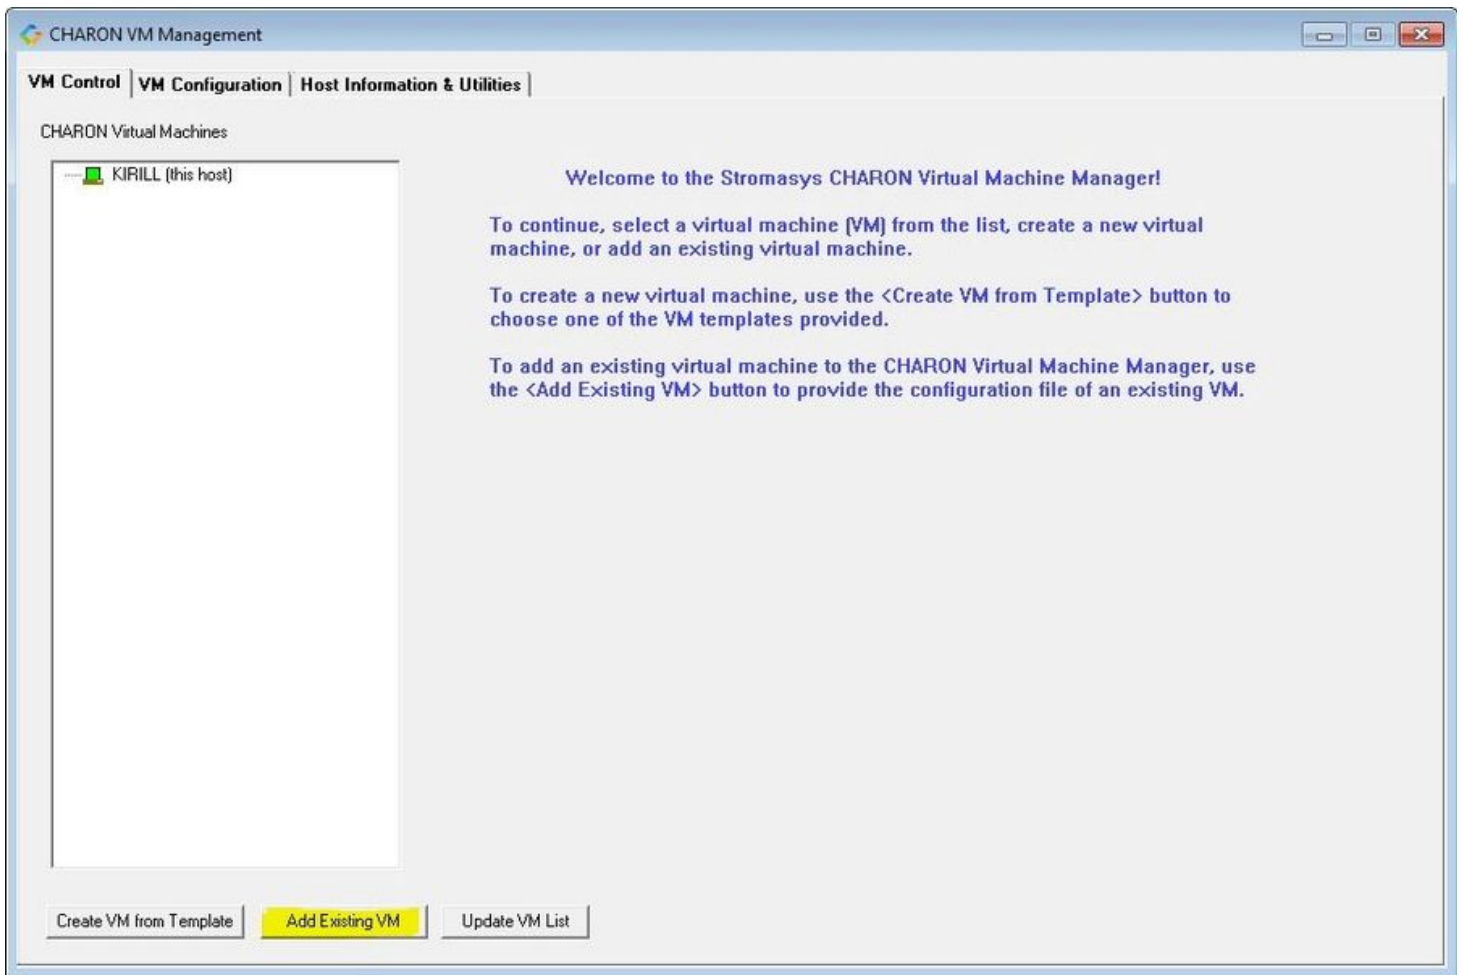 CHARON VM Management
VM Control
VM Configuration
Host Information & Utilities
CHARON Virtual Machines
KIRILL (this host)
Welcome to the Stromasys CHARON Virtual Machine Manager!
To continue, select a virtual machine (VM) from the list, create a new virtual
machine, or add an existing virtual machine.
To create a new virtual machine, use the <Create VM from Template> button to
choose one of the VM templates provided.
To add an existing virtual machine to the CHARON Virtual Machine Manager, use
the <Add Existing VM> button to provide the configuration file of an existing VM.
Create VM from Template
Add Existing VM
Update VM List